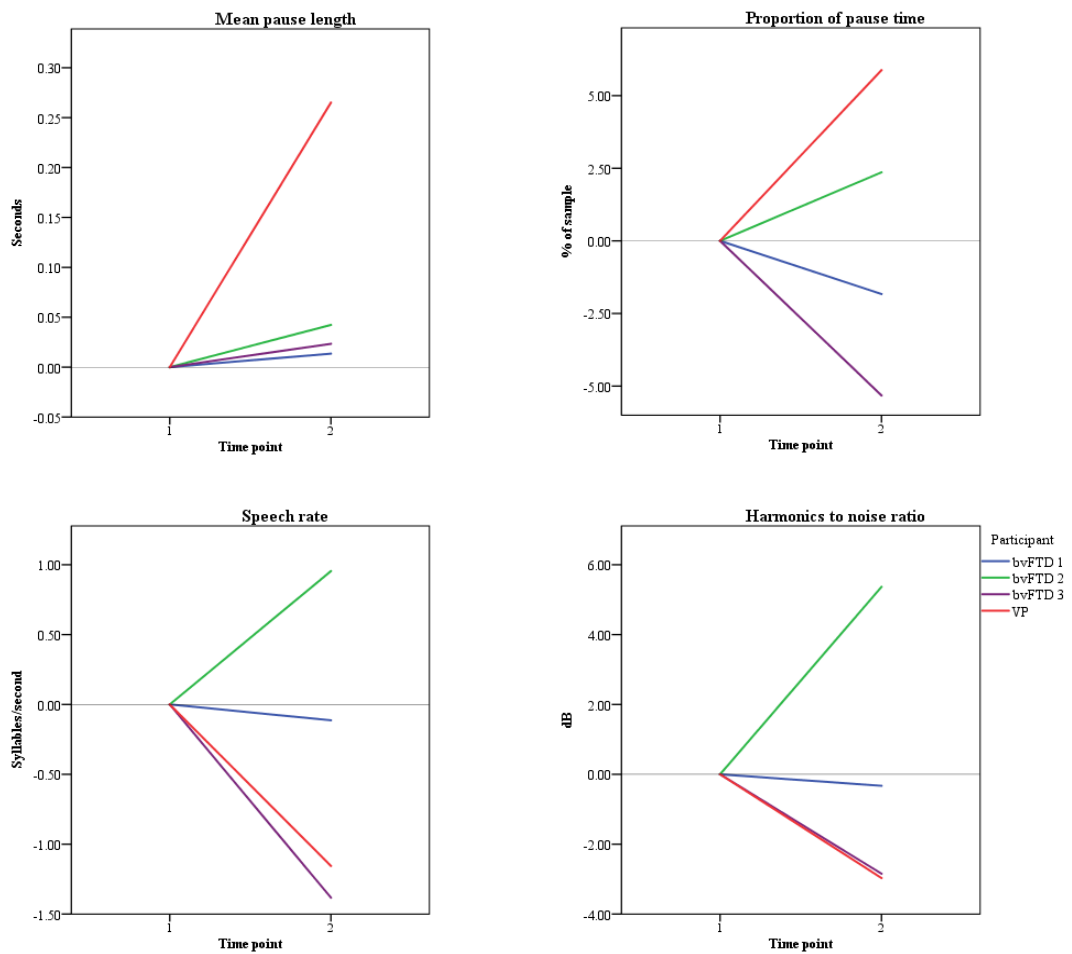 Mean pause length
0.30
0.25
0.20
0.15
0.10
0.05
0.00
-0.05
Seconds
1
2
Time point
Proportion of pause time
5.00
2.50
0.00
-2.50
-5.00
% of sample
1
2
Time point
Speech rate
1.00
0.50
0.00
-0.50
-1.00
-1.50
Syllables/second
1
2
Time point
Harmonics to noise ratio
6.00
4.00
2.00
0.00
-2.00
-4.00
dB
1
2
Time point
Participant
bvFTD 1
bvFTD 2
bvFTD 3
VP